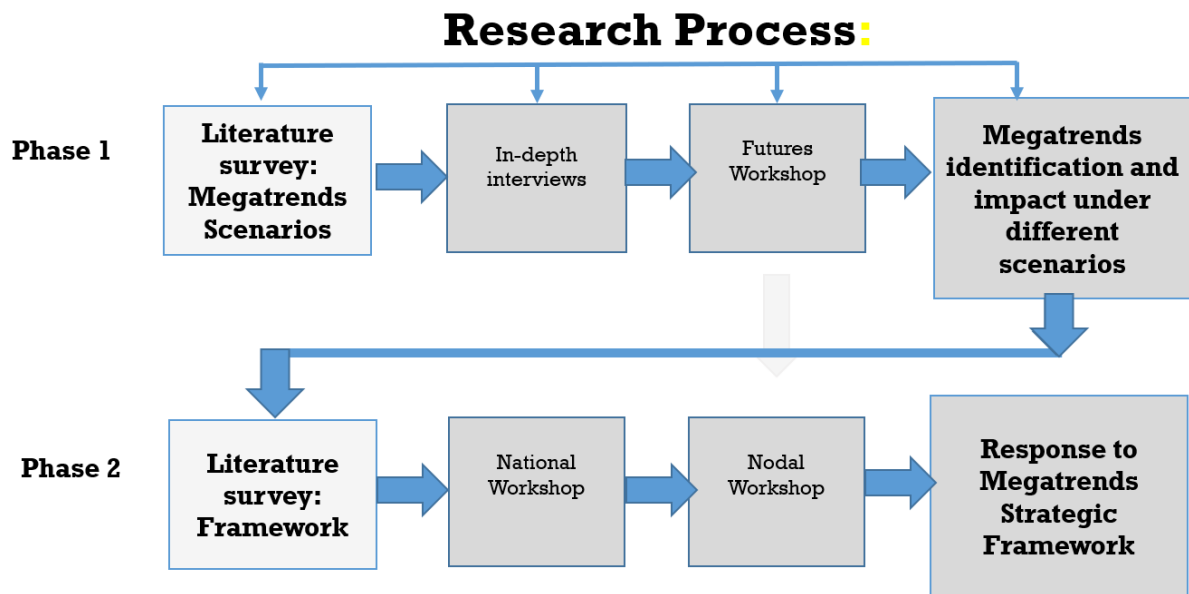 Research Process:
Phase 1
Literature
survey:
Megatrends
Scenarios
In-depth
interviews
Futures
Workshop
Megatrends
identification and
impact under
different
scenarios
Phase 2
Literature
survey:
Framework
National
Workshop
Nodal
Workshop
Response to
Megatrends
Strategic
Framework